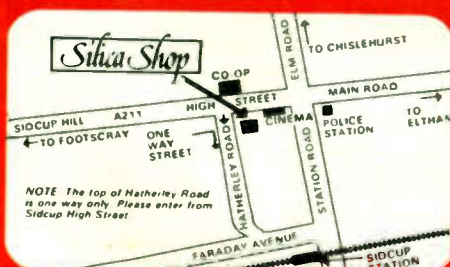 Silica Shop
ELM ROAD
TO CHISLEHURST
CO OP
HIGH STREET
MAIN ROAD
SIDCUP HILL A211
CINEMA
POLICE STATION
TO
← TO FOOTSCRAY
ONE WAY STREET
HATHERLEY ROAD
STATION ROAD
NOTE The top of Hatherley Road
is one way only. Please enter from
Sidcup High Street
FARADAY AVENUE
SIDCUP
STATION